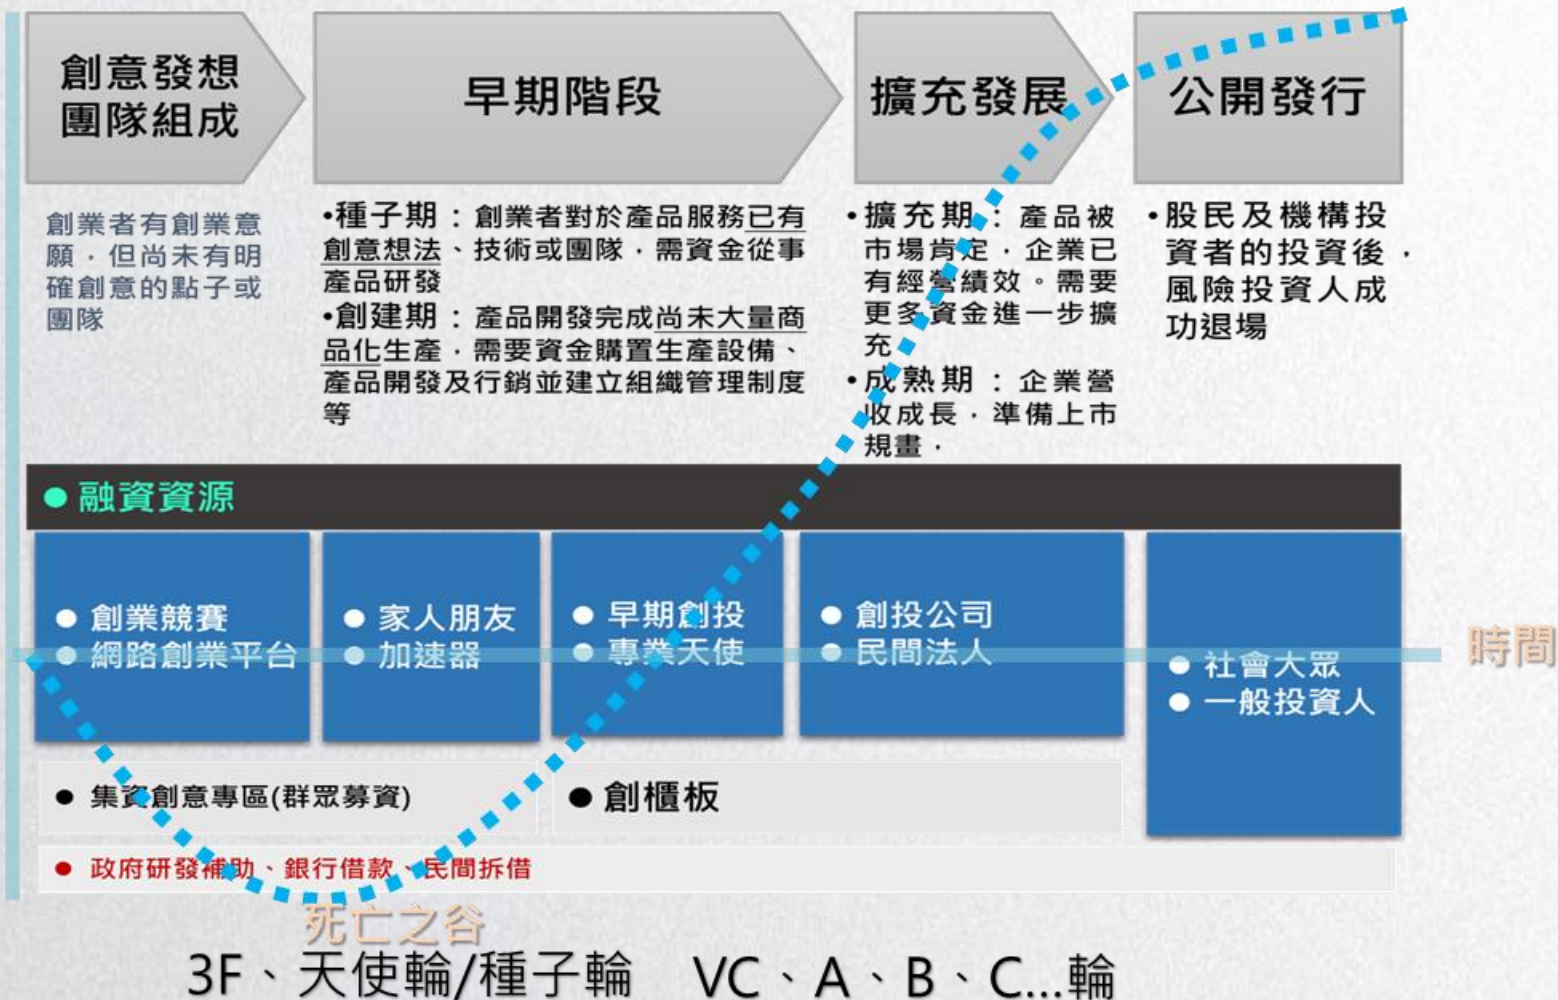 創意發想
團隊組成
早期階段
擴充發展
公開發行
創業者有創業意
願，但尚未有明
確創意的點子或
團隊
•種子期：創業者對於產品服務已有
創意想法、技術或團隊，需資金從事
產品研發
•創建期：產品開發完成尚未大量商
品化生產，需要資金購置生產設備、
產品開發及行銷並建立組織管理制度
等
•擴充期：產品被
市場肯定，企業已
有經營績效。需要
更多資金進一步擴
充
•成熟期：企業營
收成長，準備上市
規畫，
•股民及機構投
資者的投資後，
風險投資人成
功退場
● 融資資源
● 創業競賽
● 網路創業平台
● 家人朋友
● 加速器
● 早期創投
● 專業天使
● 創投公司
● 民間法人
● 社會大眾
● 一般投資人
時間
● 集資創意專區(群眾募資)
● 創櫃板
● 政府研發補助、銀行借款、民間拆借
死亡之谷
3F、天使輪/種子輪 VC、A、B、C...輪